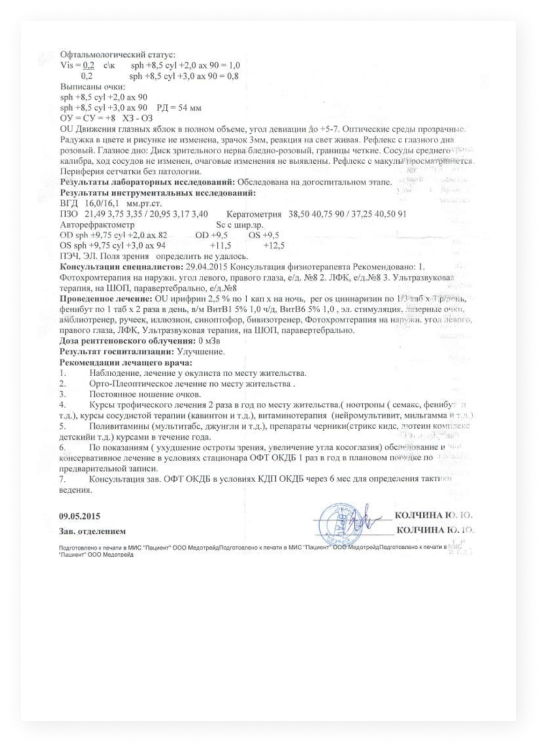 Офтальмологический статус:
Vis = 0,2 с\к sph +8,5 cyl +2,0 ax 90 = 1,0
0,2 sph +8,5 cyl +3,0 ax 90 = 0,8
Выписаны очки:
sph +8,5 cyl +2,0 ax 90
sph +8,5 cyl +3,0 ax 90 РД = 54 мм
ОУ = СУ = +8 ХЗ - ОЗ
OU Движения глазных яблок в полном объеме, угол девиации до +5-7. Оптические среды прозрачные.
Радужка в цвете и рисунке не изменена, зрачок 3мм, реакция на свет живая. Рефлекс с глазного дна
розовый. Глазное дно: Диск зрительного нерва бледно-розовый, границы четкие. Сосуды среднего
калибра, ход сосудов не изменен, очаговые изменения не выявлены. Рефлекс с макулы просматривается.
Периферия сетчатки без патологии.
Результаты лабораторных исследований: Обследована на догоспитальном этапе.
Результаты инструментальных исследований:
ВГД 16,0/16,1 мм.рт.ст.
ПЗО 21,49 3,75 3,35 / 20,95 3,17 3,40 Кератометрия 38,50 40,75 90 / 37,25 40,50 91
Авторефрактометр Sc с шир.зр.
OD sph +9,75 cyl +2,0 ax 82 OD +9,5 OS +9,5
OS sph +9,75 cyl +3,0 ax 94 +11,5 +12,5
ПЭЧ, ЭЛ. Поля зрения определить не удалось.
Консультации специалистов: 29.04.2015 Консультация физиотерапевта Рекомендовано: 1.
Фотохромтерапия на наружн. угол левого, правого глаза, е/д. №8 2. ЛФК, е/д.№8 3. Ультразвуковая
терапия, на ШОП, паравертебрально, е/д.№8
Проведенное лечение: OU ирифрин 2,5 % по 1 кап х на ночь, per os циннаризин по 1/3 таб х 3 р/день,
фенибут по 1 таб х 2 раза в день, в/м ВитВ1 5% 1,0 ч/д, ВитВ6 5% 1,0 , эл. стимуляция, лазерные очки,
амблиотренер, ручеек, иллюзион, синоптофор, бивизотренер, Фотохромтерапия на наружн. угол левого,
правого глаза, ЛФК, Ультразвуковая терапия, на ШОП, паравертебрально.
Доза рентгеновского облучения: 0 мЗв
Результат госпитализации: Улучшение.
Рекомендации лечащего врача:
1. Наблюдение, лечение у окулиста по месту жительства.
2. Орто-Плеоптическое лечение по месту жительства .
3. Постоянное ношение очков.
4. Курсы трофического лечения 2 раза в год по месту жительства.( ноотропы ( семакс, фенибут и
т.д.), курсы сосудистой терапии (кавинтон и т.д.), витаминотерапия (нейромультивит, мильгамма и т.д.)
5. Поливитамины (мультитабс, джунгли и т.д.), препараты черники(стрикс кидс, лютеин комплекс
детскийи т.д.) курсами в течение года.
6. По показаниям ( ухудшение остроты зрения, увеличение угла косоглазия) обследование и
консервативное лечение в условиях стационара ОФТ ОКДБ 1 раз в год в плановом порядке по
предварительной записи.
7. Консультация зав. ОФТ ОКДБ в условиях КДП ОКДБ через 6 мес для определения тактики
ведения.
09.05.2015 КОЛЧИНА Ю. Ю.
Зав. отделением КОЛЧИНА Ю. Ю.
Подготовлено к печати в МИС "Пациент" ООО МедотрейдПодготовлено к печати в МИС "Пациент" ООО МедотрейдПодготовлено к печати в МИС
"Пациент" ООО Медотрейд